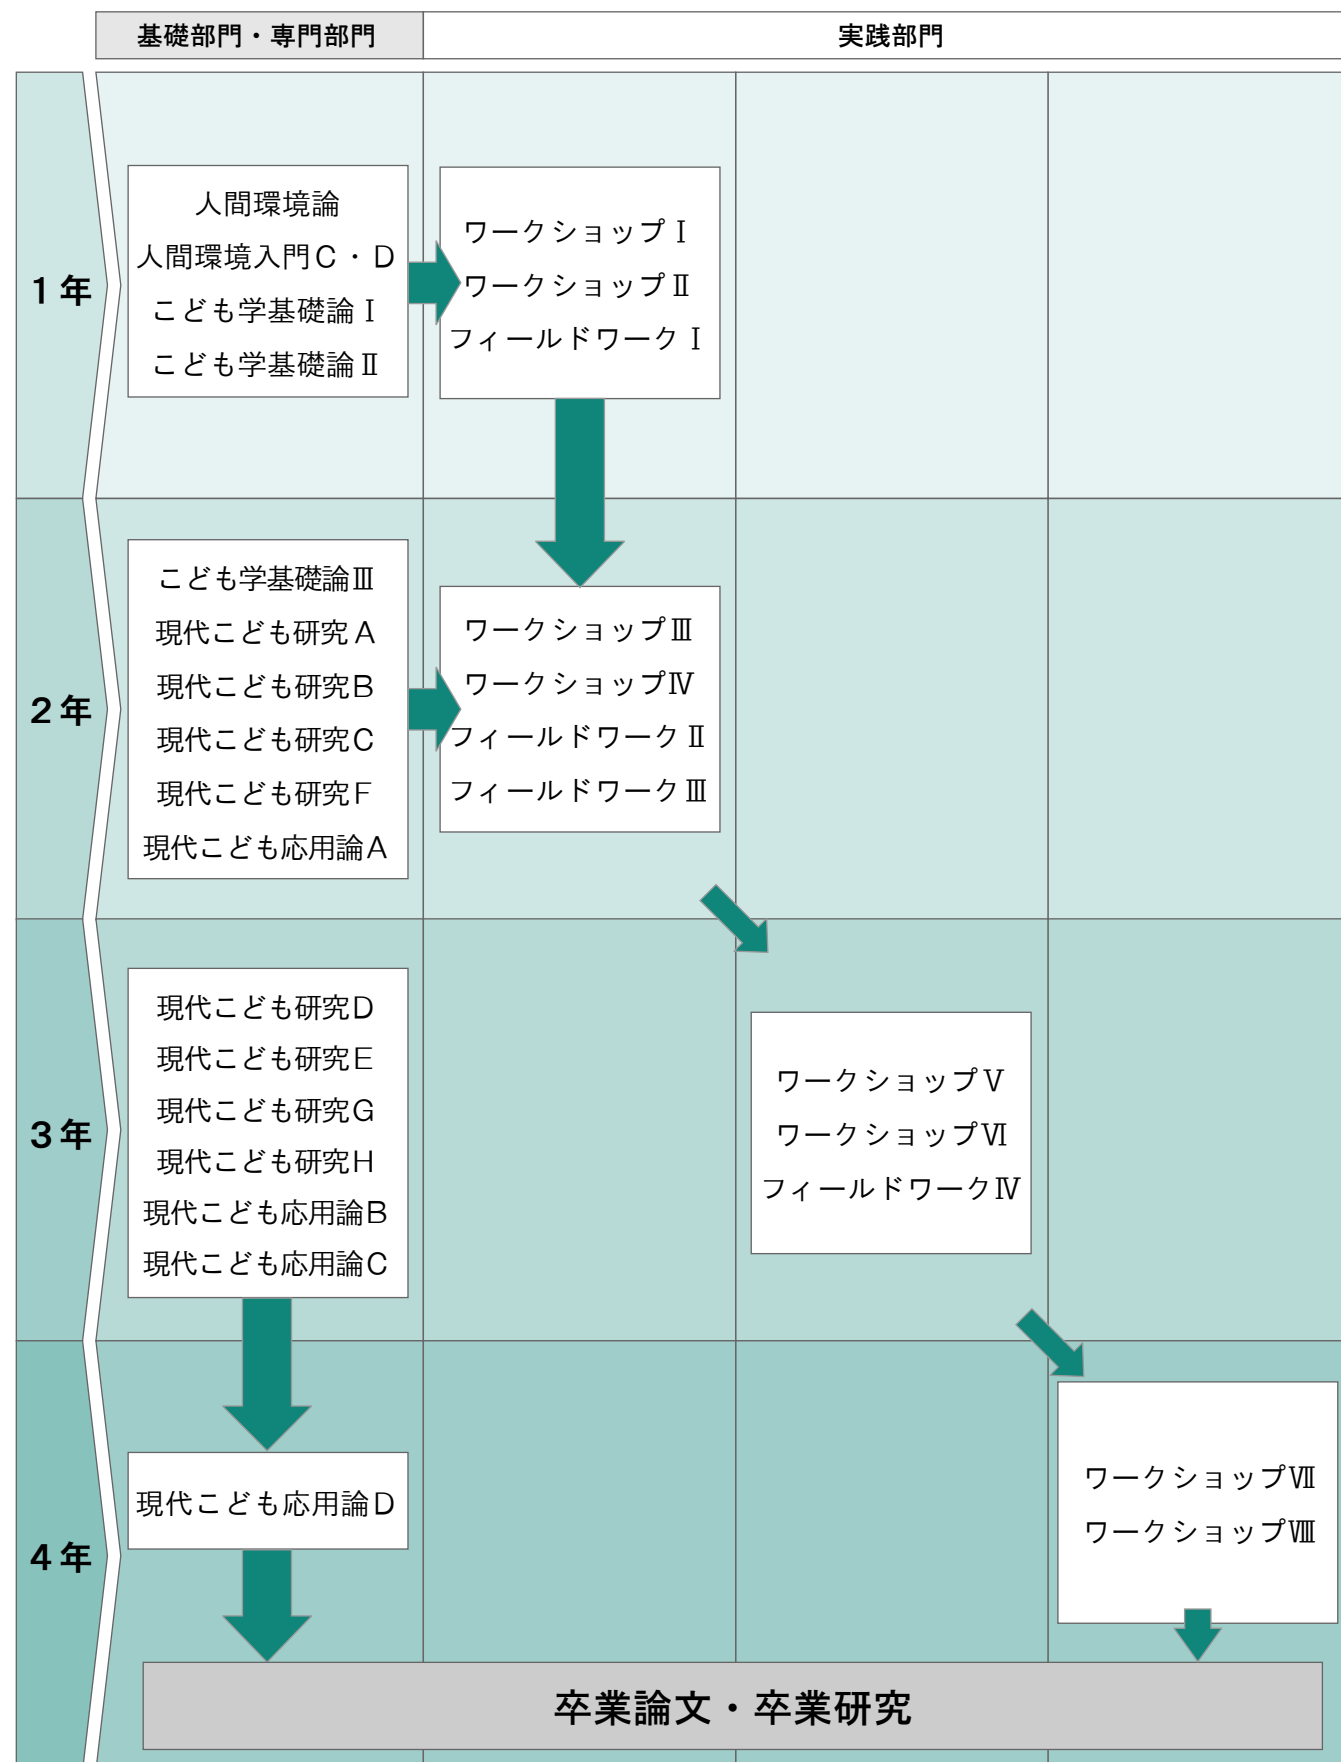 基礎部門・専門部門
実践部門
1年
人間環境論
人間環境入門C・D
こども学基礎論Ⅰ
こども学基礎論Ⅱ
ワークショップⅠ
ワークショップⅡ
フィールドワークⅠ
2年
こども学基礎論Ⅲ
現代こども研究A
現代こども研究B
現代こども研究C
現代こども研究F
現代こども応用論A
ワークショップⅢ
ワークショップⅣ
フィールドワークⅡ
フィールドワークⅢ
3年
現代こども研究D
現代こども研究E
現代こども研究G
現代こども研究H
現代こども応用論B
現代こども応用論C
ワークショップⅤ
ワークショップⅥ
フィールドワークⅣ
4年
現代こども応用論D
ワークショップⅦ
ワークショップⅧ
卒業論文・卒業研究